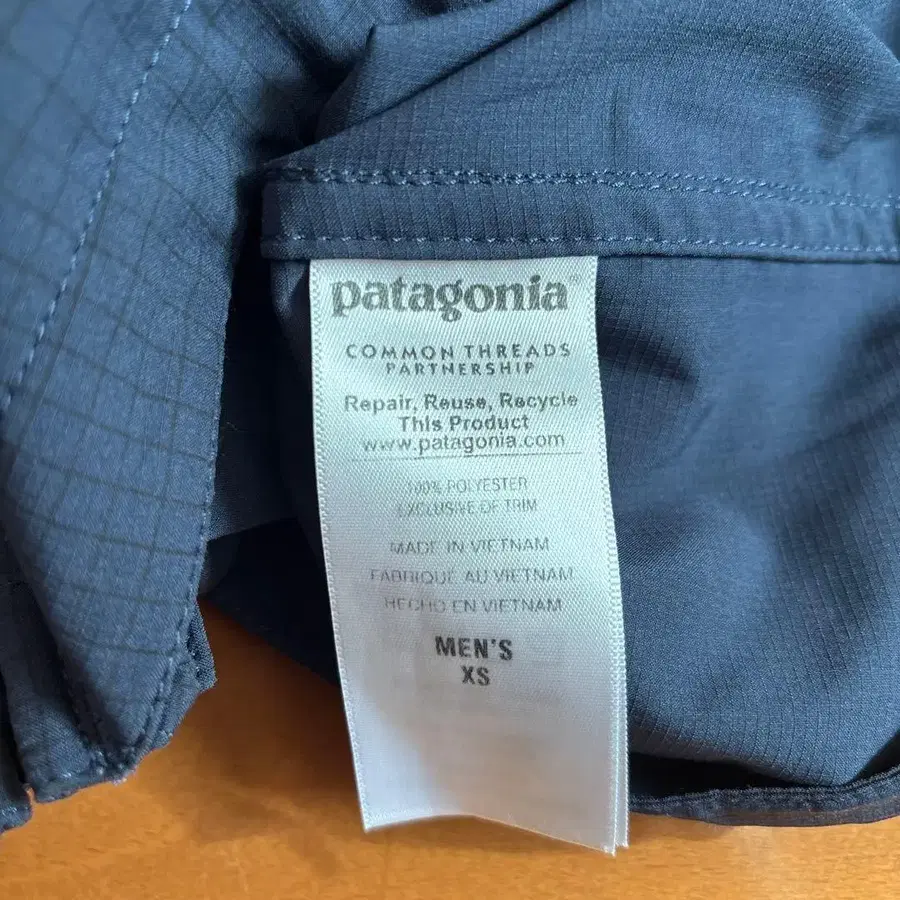 patagonia®
COMMON THREADS
PARTNERSHIP
Repair, Reuse, Recycle
This Product
www.patagonia.com
100% POLYESTER
EXCLUSIVE OF TRIM
MADE IN VIETNAM
FABRIQUÉ AU VIETNAM
HECHO EN VIETNAM
MEN'S
XS